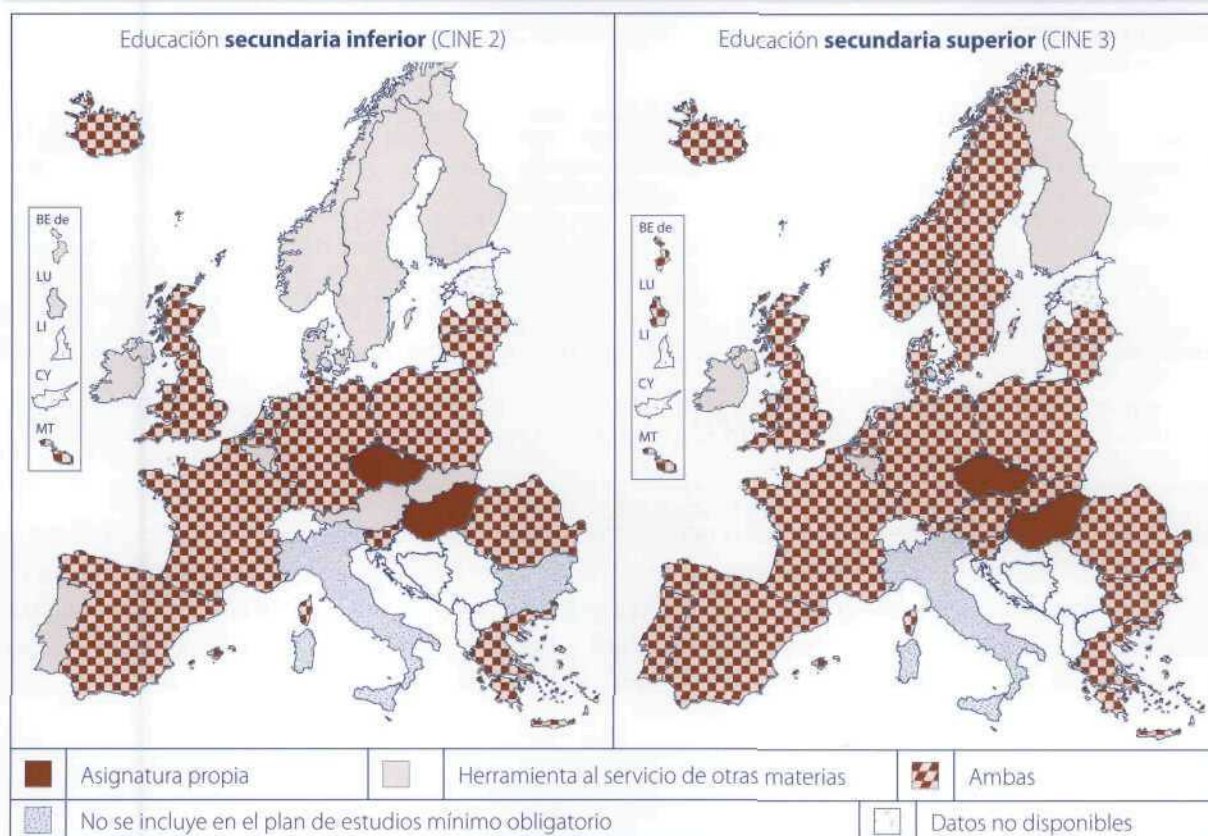 Educación secundaria inferior (CINE 2)
BE de
LU
LI
CY
MT
Educación secundaria superior (CINE 3)
BE de
LU
LI
CY
MT
Asignatura propia
Herramienta al servicio de otras materias
Ambas
No se incluye en el plan de estudios mínimo obligatorio
Datos no disponibles